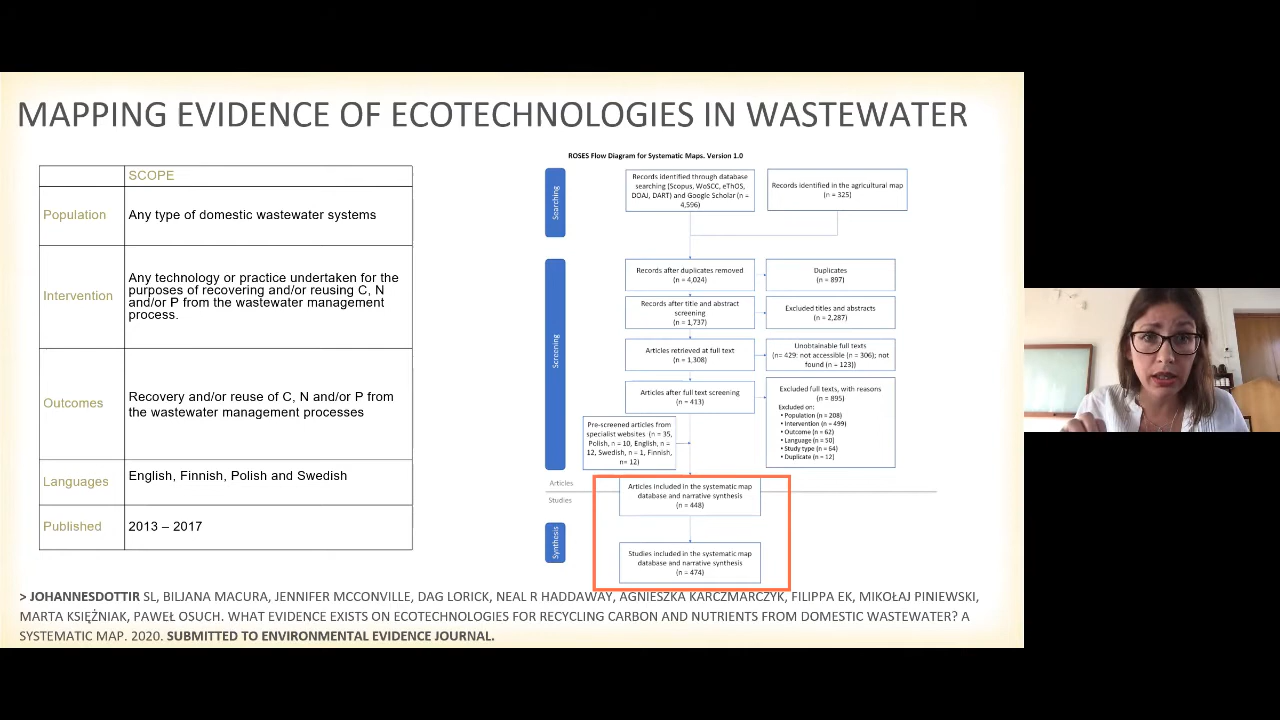 MAPPING EVIDENCE OF ECOTECHNOLOGIES IN WASTEWATER
SCOPE
Population
Any type of domestic wastewater systems
Intervention
Any technology or practice undertaken for the
purposes of recovering and/or reusing C, N
and/or P from the wastewater management
process.
Outcomes
Recovery and/or reuse of C, N and/or P from
the wastewater management processes
Languages
English, Finnish, Polish and Swedish
Published
2013 – 2017
ROSES Flow Diagram for Systematic Maps. Version 1.0
Searching
Records identified through database
searching (Scopus, WoSCC, eThOS,
DOAJ, DART) and Google Scholar (n =
4,596)
Records identified in the agricultural map
(n = 325)
Screening
Records after duplicates removed
(n = 4,024)
Duplicates
(n = 897)
Records after title and abstract
screening
(n = 1,737)
Excluded titles and abstracts
(n = 2,287)
Articles retrieved at full text
(n = 1,308)
Unobtainable full texts
(n= 429: not accessible (n = 306); not
found (n = 123))
Articles after full text screening
(n = 413)
Excluded full texts, with reasons
(n = 895)
Excluded on:
• Population (n = 208)
• Intervention (n = 499)
• Outcome (n = 62)
• Language (n = 50)
• Study type (n = 64)
• Duplicate (n = 12)
Pre-screened articles from
specialist websites (n = 35,
Polish, n = 10, English, n =
12, Swedish, n = 1, Finnish,
n= 12)
Articles
Studies
Articles included in the systematic map
database and narrative synthesis
(n = 448)
Synthesis
Studies included in the systematic map
database and narrative synthesis
(n = 474)
> JOHANNESDOTTIR SL, BILJANA MACURA, JENNIFER MCCONVILLE, DAG LORICK, NEAL R HADDAWAY, AGNIESZKA KARCZMARCZYK, FILIPPA EK, MIKOŁAJ PINIEWSKI,
MARTA KSIĘŻNIAK, PAWEŁ OSUCH. WHAT EVIDENCE EXISTS ON ECOTECHNOLOGIES FOR RECYCLING CARBON AND NUTRIENTS FROM DOMESTIC WASTEWATER? A
SYSTEMATIC MAP. 2020. SUBMITTED TO ENVIRONMENTAL EVIDENCE JOURNAL.